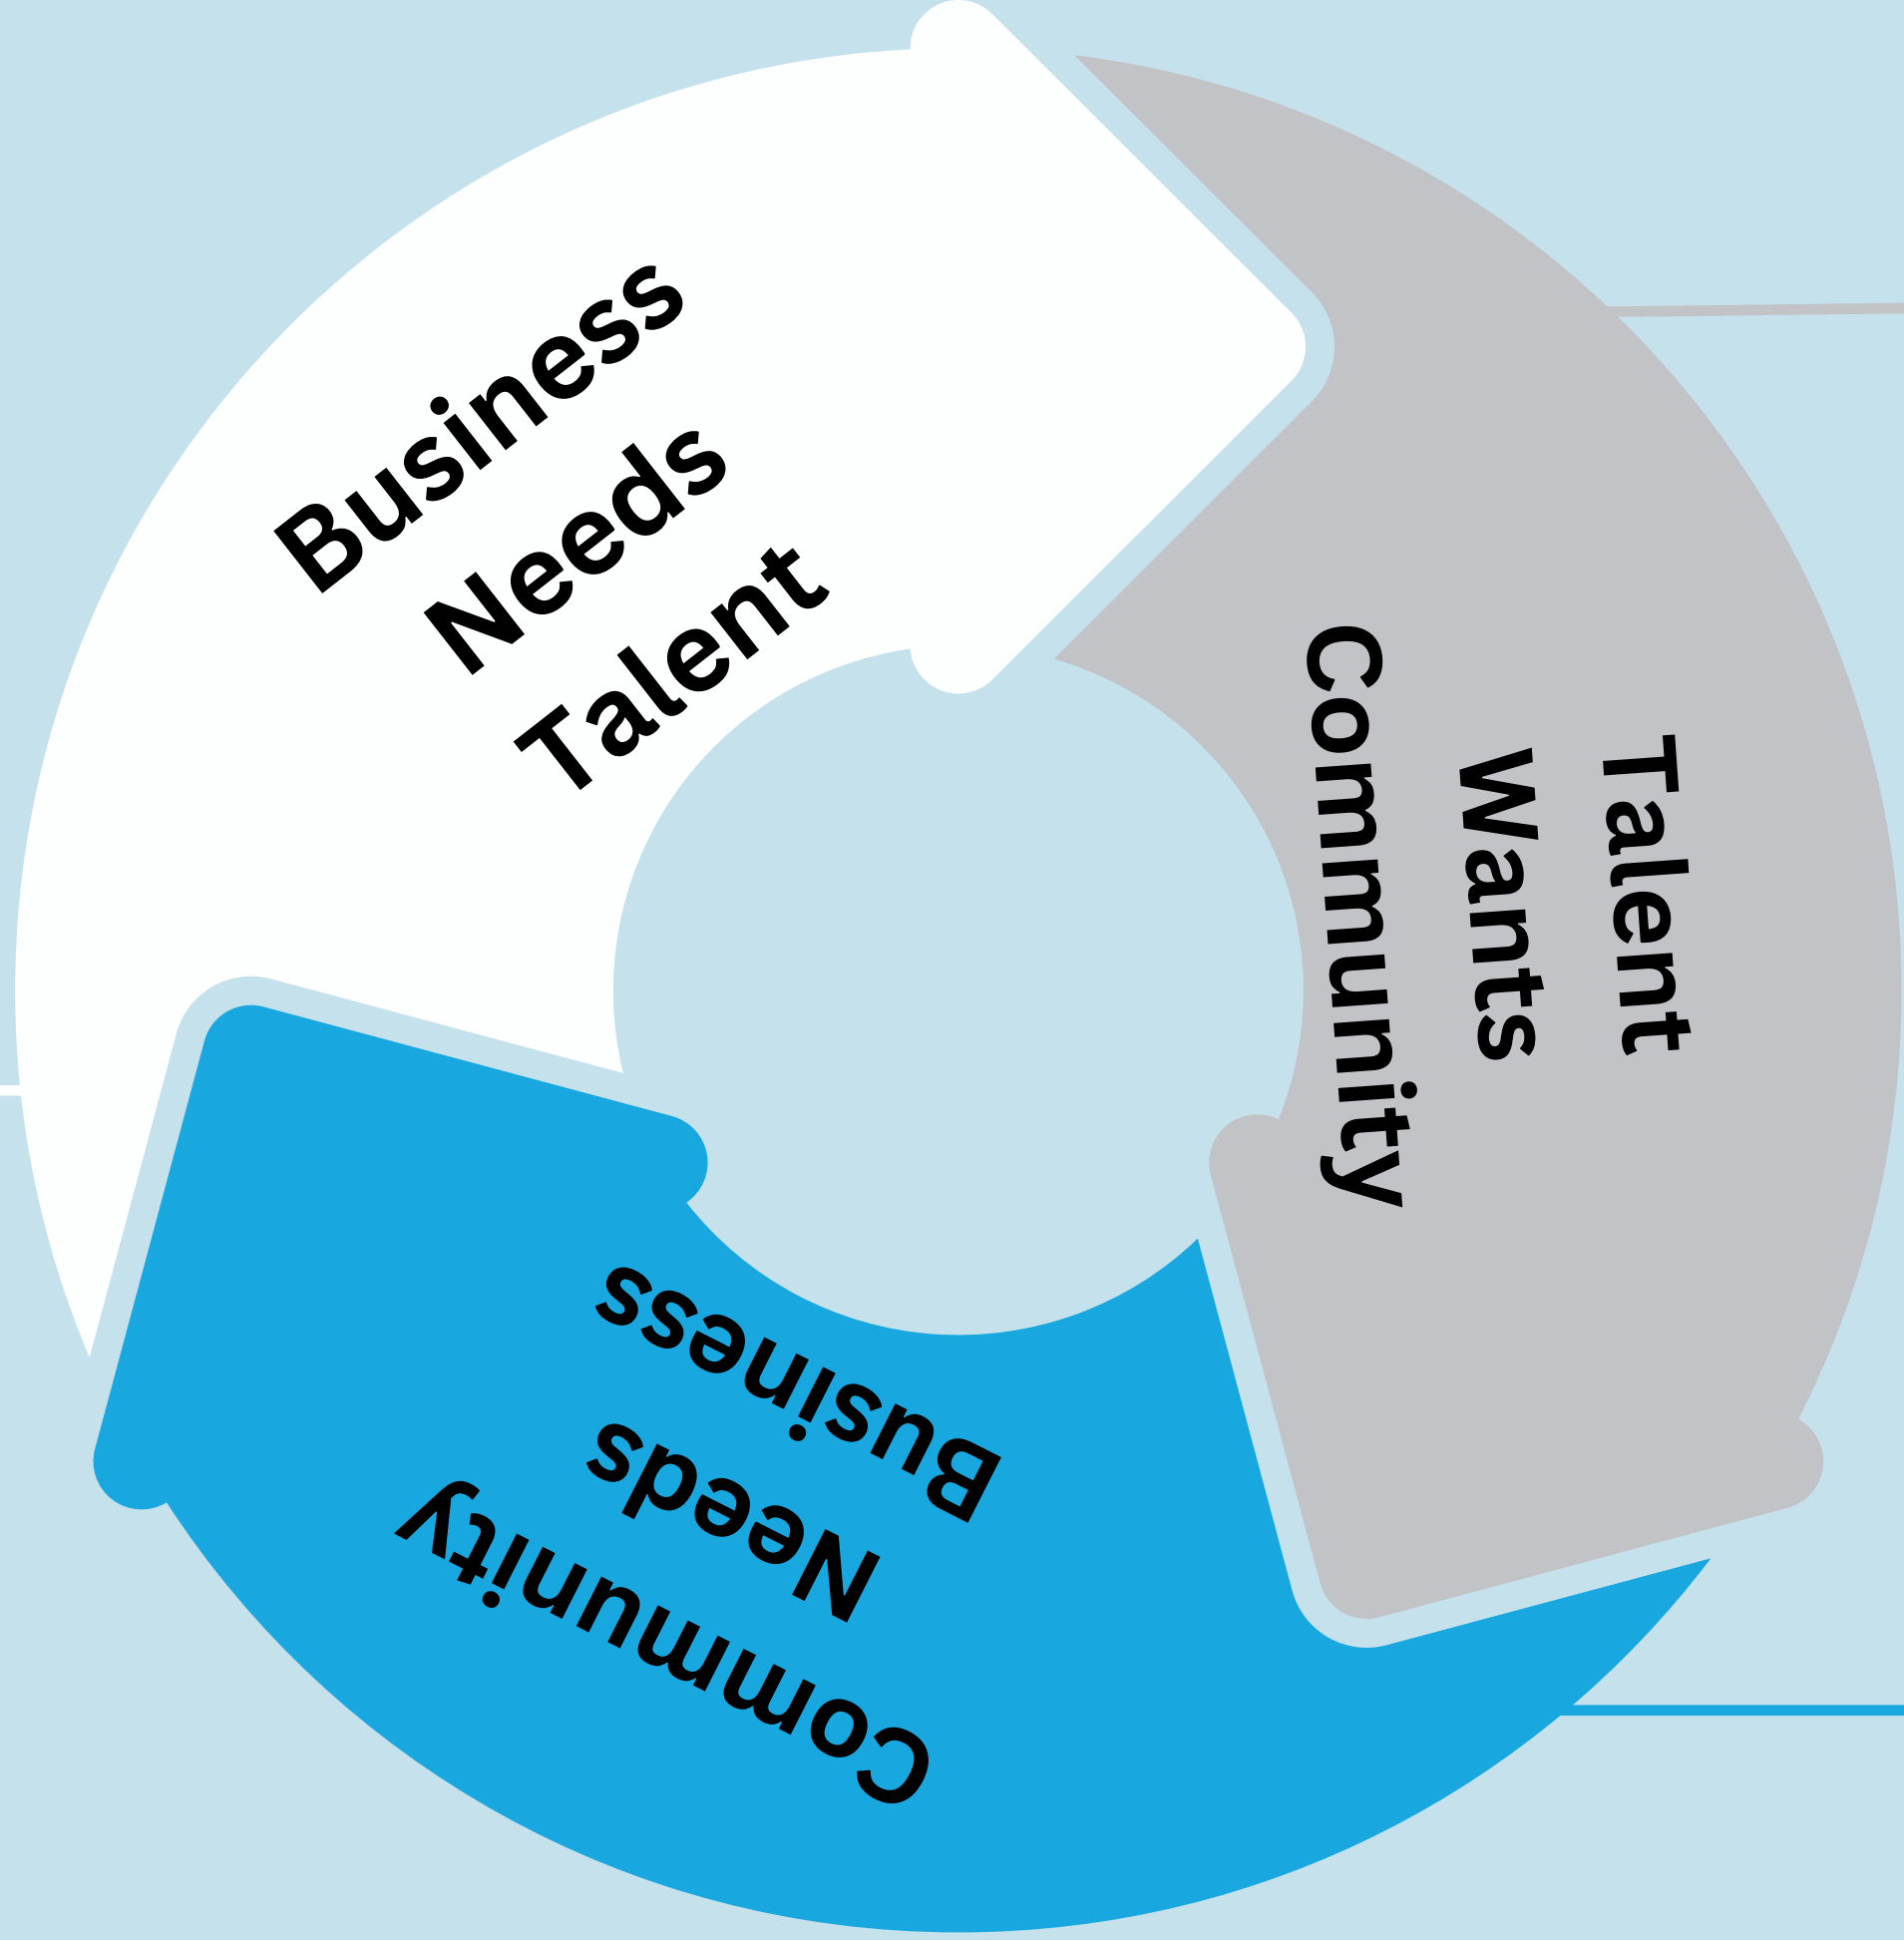 Business
Needs
Talent
Talent
Wants
Community
Community
Needs
Business